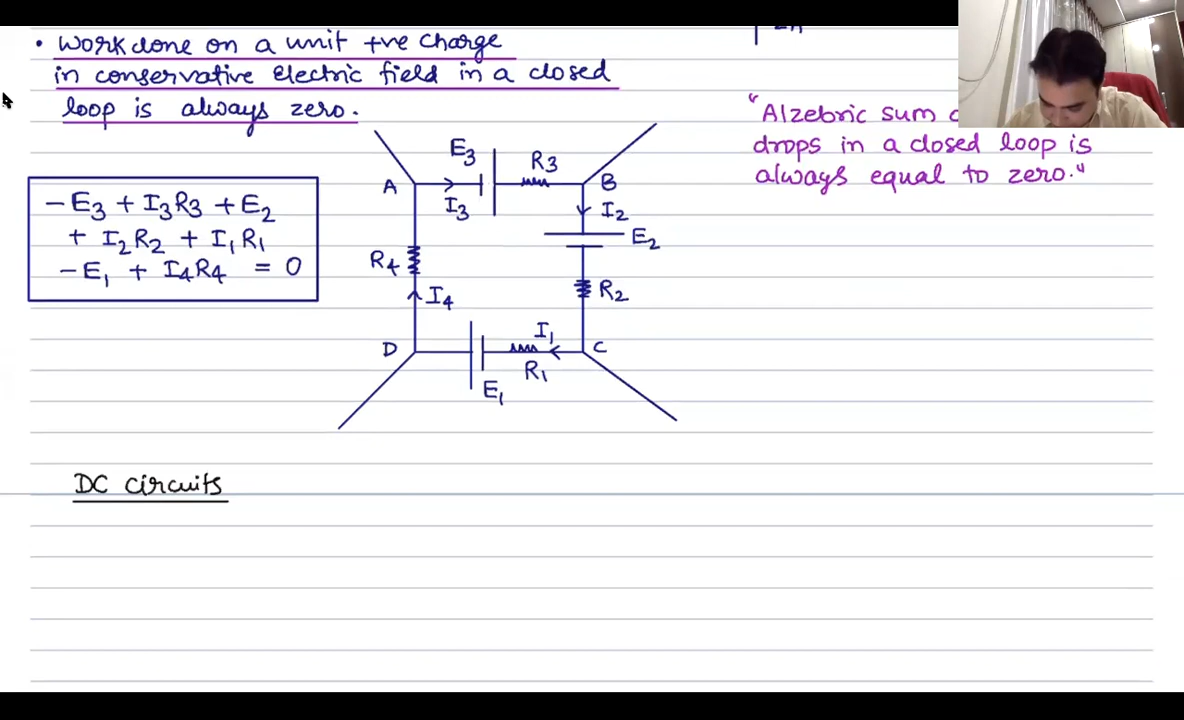 • Work done on a unit +ve charge
in conservative electric field in a closed
loop is always zero.
"Alzebric sum
drops in a closed loop is
always equal to zero."
- E3 + I3R3 + E2
+ I2R2 + I1R1
- E1 + I4R4 = 0
E3
R3
A
B
I3
I2
E2
R4
I4
R2
I1
D
C
R1
E1
DC circuits